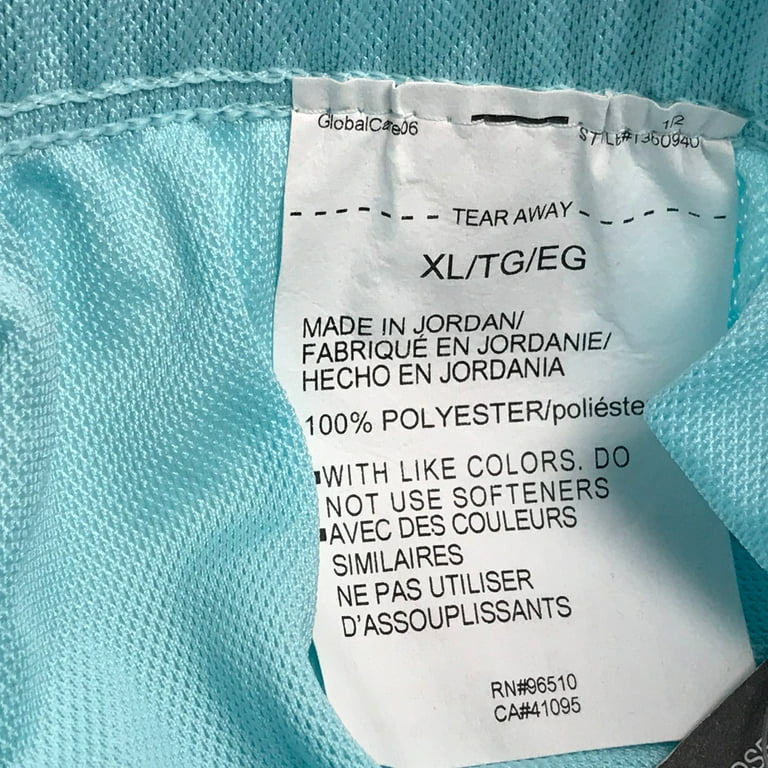 GlobalCare06
1/2
STYLE#1360940
TEAR AWAY
XL/TG/EG
MADE IN JORDAN/
FABRIQUÉ EN JORDANIE/
HECHO EN JORDANIA
100% POLYESTER/poliéste
WITH LIKE COLORS. DO
NOT USE SOFTENERS
AVEC DES COULEURS
SIMILAIRES
NE PAS UTILISER
D'ASSOUPLISSANTS
RN#96510
CA#41095